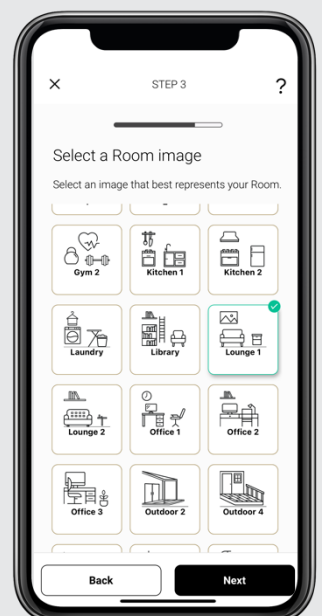 STEP 3
?
Select a Room image
Select an image that best represents your Room.
Gym 2
Kitchen 1
Kitchen 2
Laundry
Library
Lounge 1
Lounge 2
Office 1
Office 2
Office 3
Outdoor 2
Outdoor 4
Back
Next